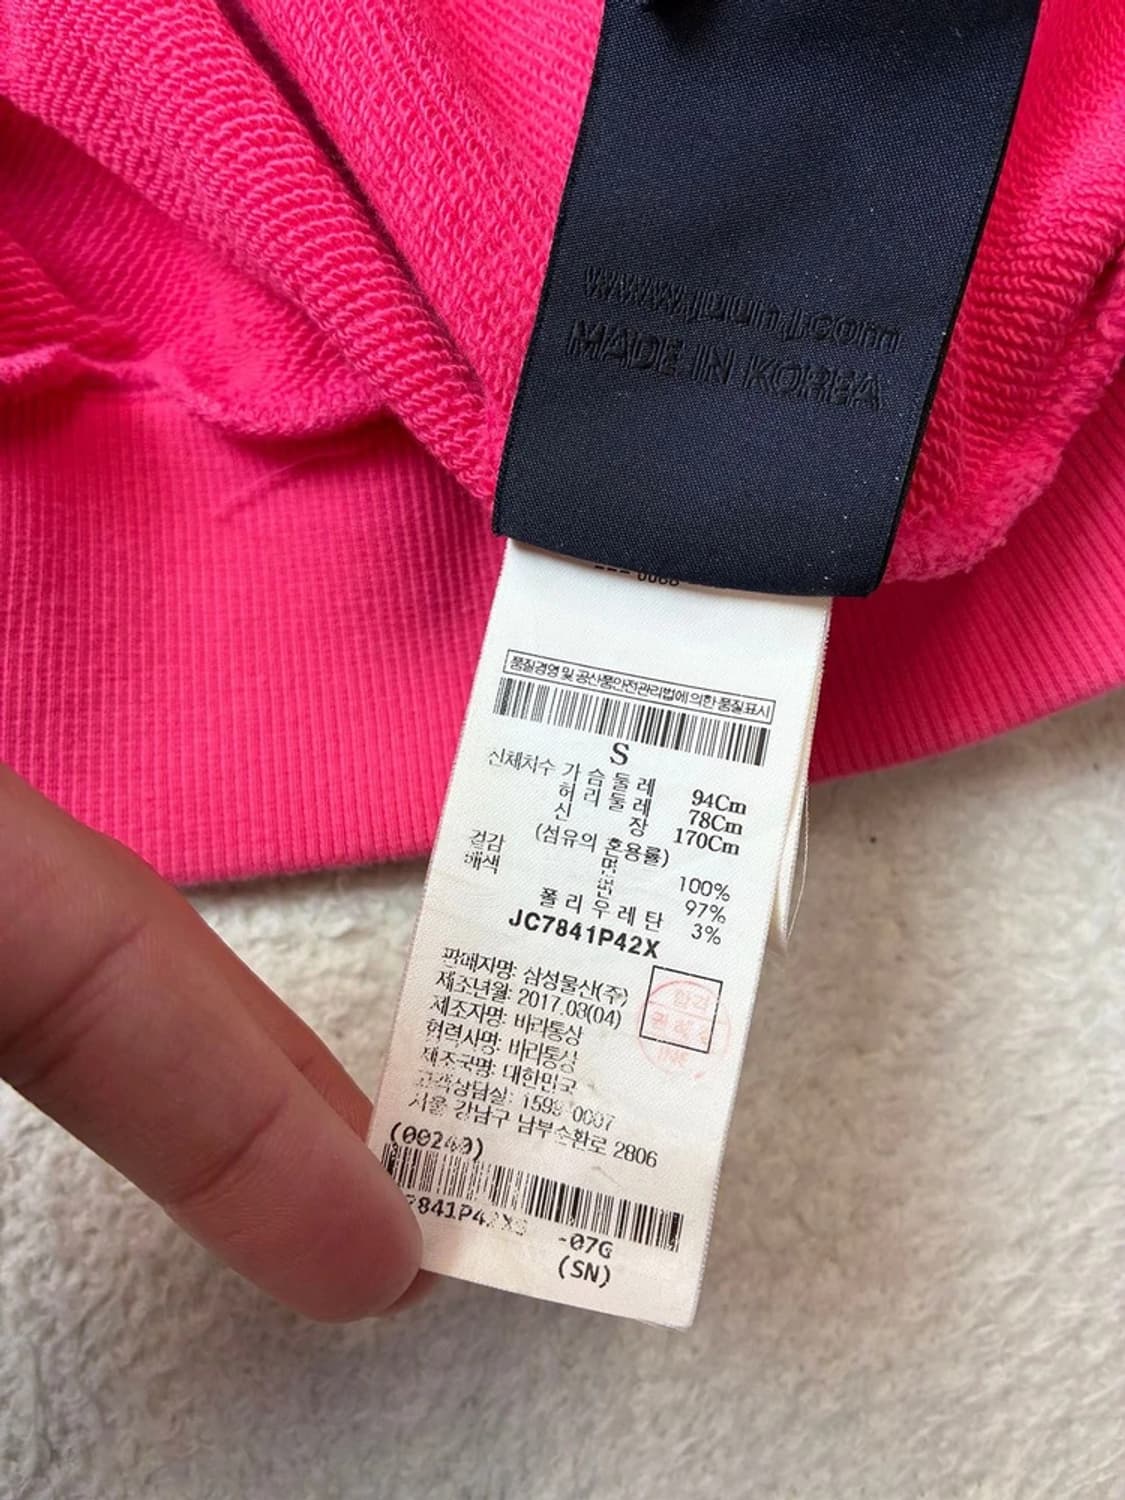 www.juunj.com
MADE IN KOREA
품질경영 및 공산품안전관리법에 의한 품질표시
S
신체치수 가슴둘레 94Cm
허리둘레 78Cm
신장 170Cm
(섬유의 혼용률)
겉감 면 100%
배색 면 97%
폴리우레탄 3%
JC7841P42X
판매자명: 삼성물산(주)
제조년월: 2017.03(04)
제조자명: 바라통상
협력사명: 바라통상
제조국명: 대한민국
고객상담실: 1599-0007
서울 강남구 남부순환로 2806
(00240)
합격
-07G
(SN)